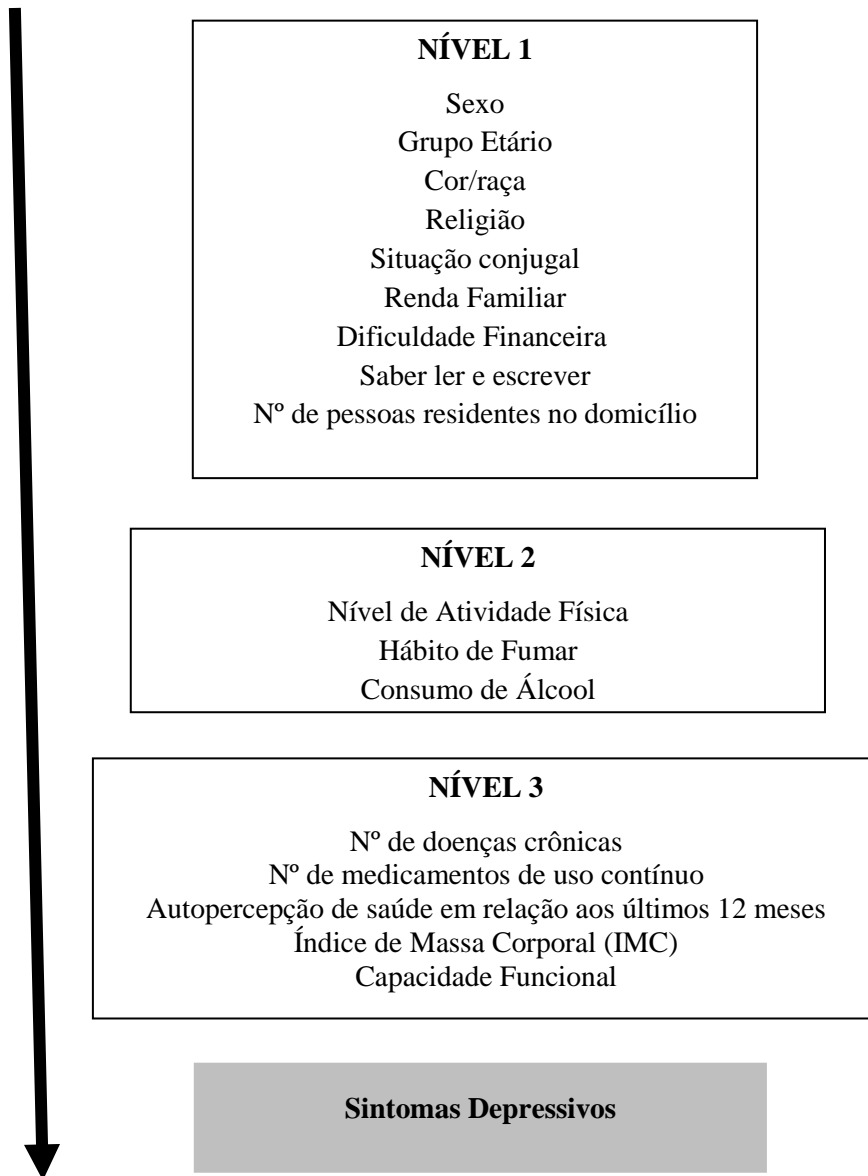 NÍVEL 1
Sexo
Grupo Etário
Cor/raça
Religião
Situação conjugal
Renda Familiar
Dificuldade Financeira
Saber ler e escrever
Nº de pessoas residentes no domicílio
NÍVEL 2
Nível de Atividade Física
Hábito de Fumar
Consumo de Álcool
NÍVEL 3
Nº de doenças crônicas
Nº de medicamentos de uso contínuo
Autopercepção de saúde em relação aos últimos 12 meses
Índice de Massa Corporal (IMC)
Capacidade Funcional
Sintomas Depressivos